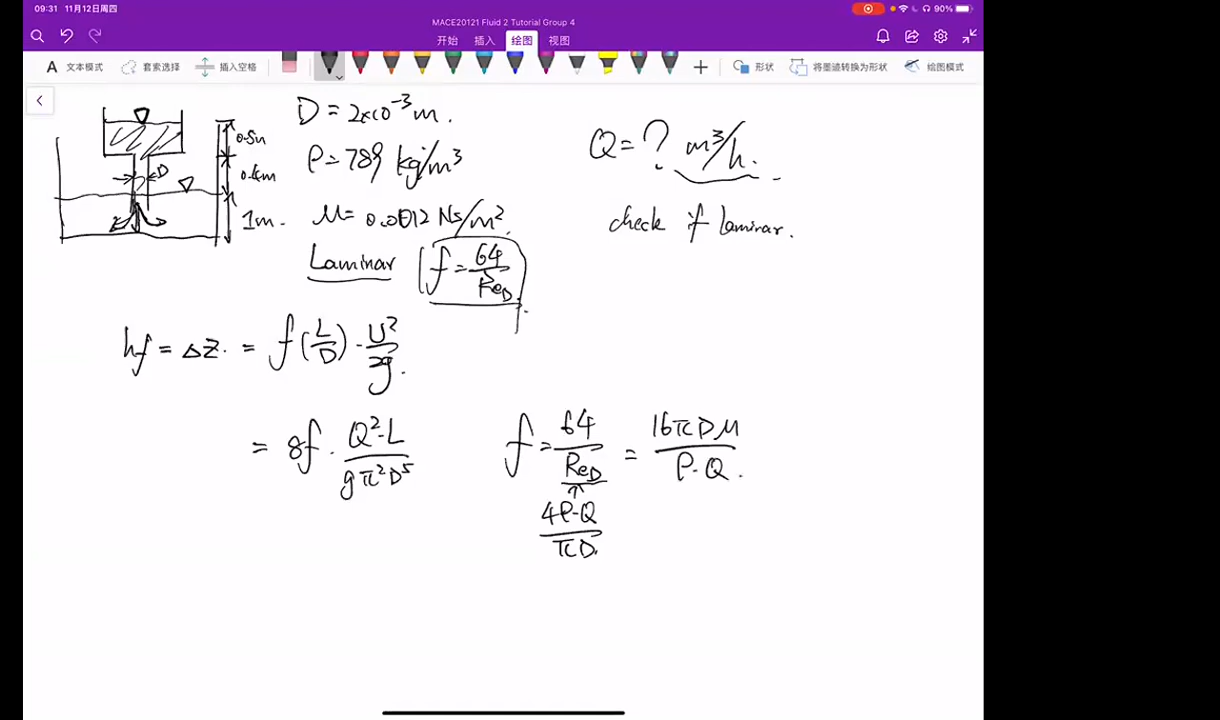 09:31 11月12日周四
90%
MACE20121 Fluid 2 Tutorial Group 4
开始 插入 绘图 视图
文本模式 套索选择 插入空格 形状 将墨迹转换为形状 绘图模式
D = 2×10⁻³ m.
0.5m
ρ = 789 kg/m³
Q = ? m³/h.
D
0.4m
1m.
μ = 0.0012 Ns/m².
check if laminar.
Laminar f = 64/Re_D.
hf = Δz. = f (L/D) · U²/2g.
= 8f · Q²·L/gπ²D⁵
f = 64/Re_D = 16πDμ/ρ·Q.
4ρ·Q/πD.